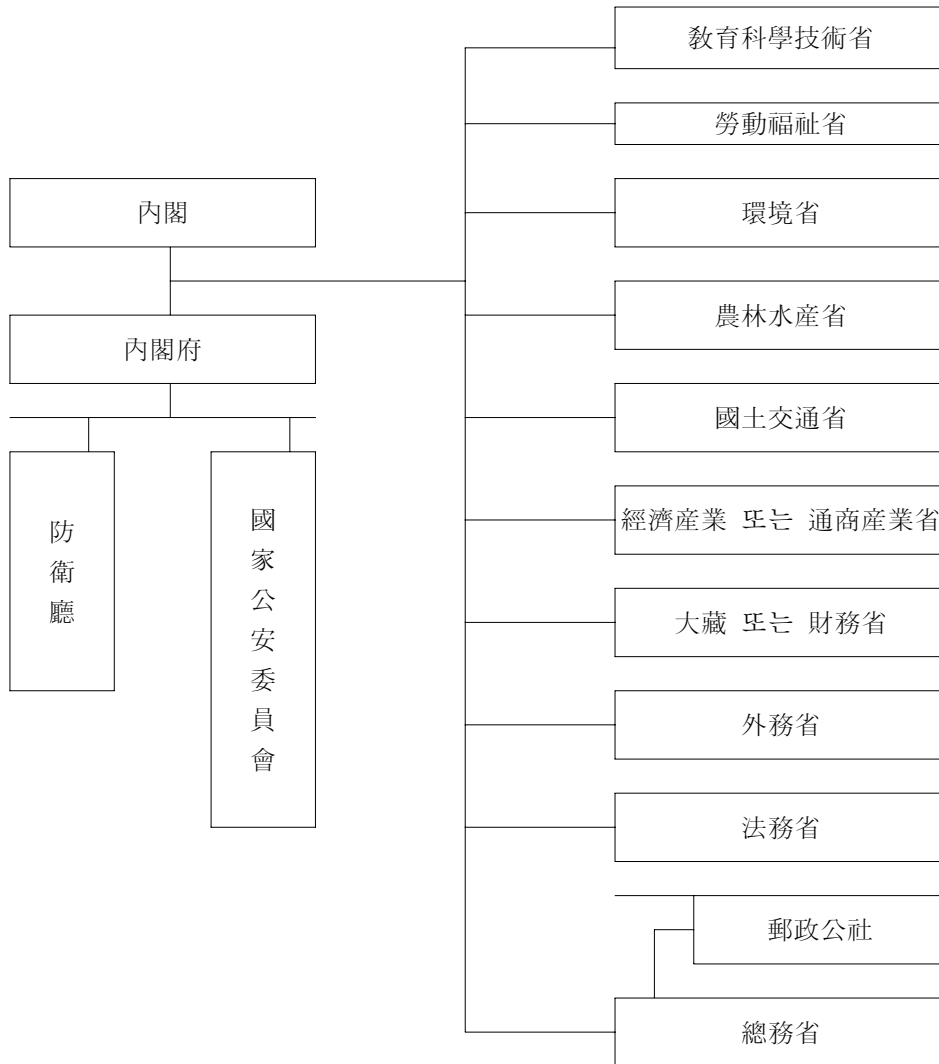 敎育科學技術省
勞動福祉省
內閣
環境省
農林水産省
內閣府
國土交通省
防衛廳
國家公安委員會
經濟産業 또는 通商産業省
大藏 또는 財務省
外務省
法務省
郵政公社
總務省